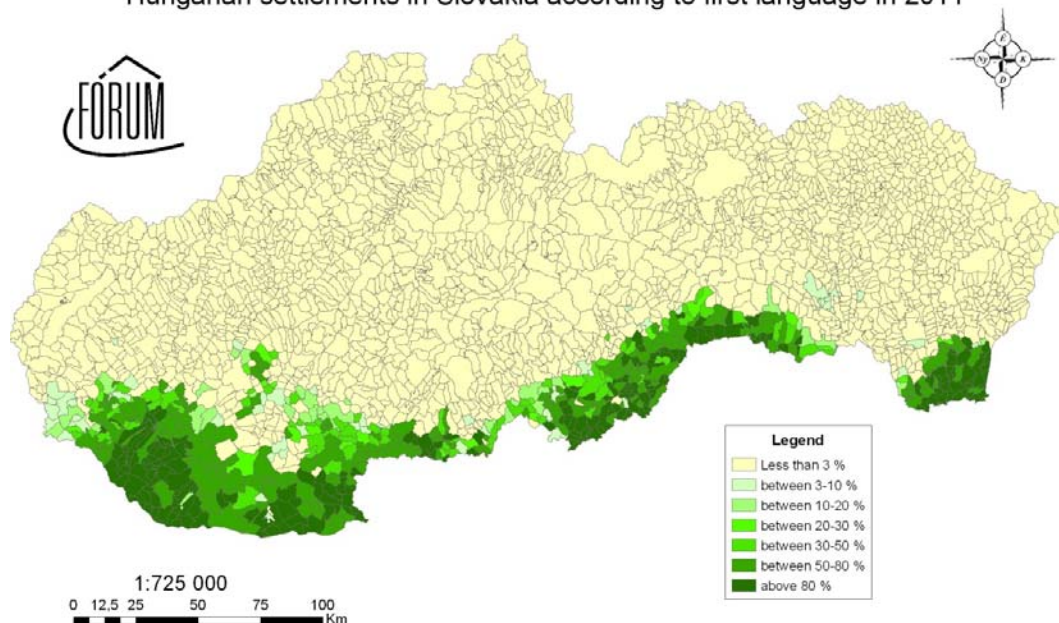 Hungarian settlements in Slovakia according to first language in 2011
FÓRUM
É
Ny
K
D
Legend
Less than 3 %
between 3-10 %
between 10-20 %
between 20-30 %
between 30-50 %
between 50-80 %
above 80 %
1:725 000
0 12,5 25 50 75 100
Km